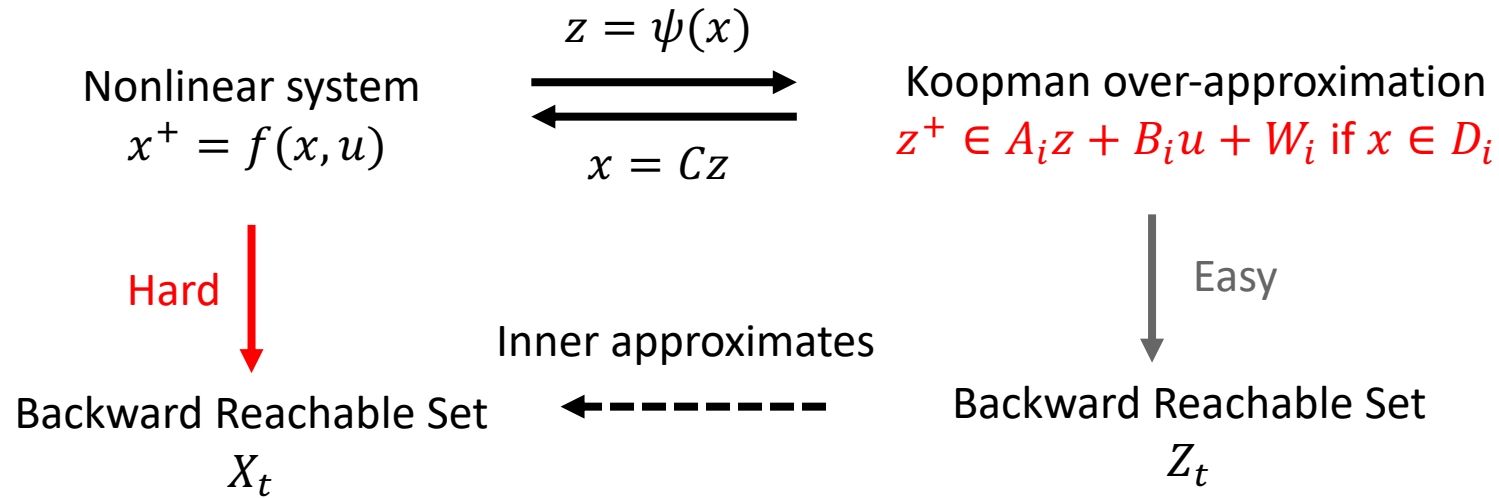 z = ψ(x)
Nonlinear system
x⁺ = f(x, u)
x = Cz
Koopman over-approximation
z⁺ ∈ Aᵢz + Bᵢu + Wᵢ if x ∈ Dᵢ
Hard
Easy
Inner approximates
Backward Reachable Set
Xₜ
Backward Reachable Set
Zₜ